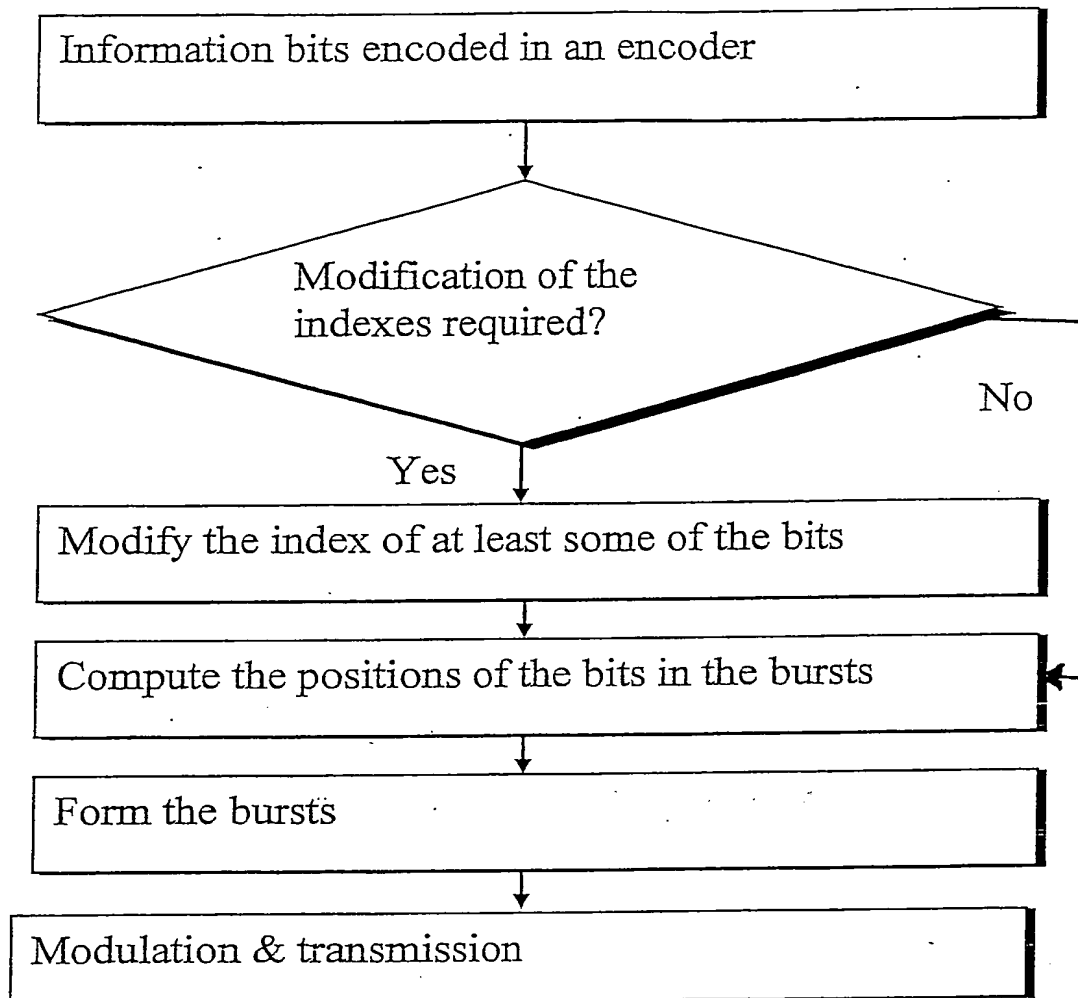 Information bits encoded in an encoder
Modification of the
indexes required?
No
Yes
Modify the index of at least some of the bits
Compute the positions of the bits in the bursts
Form the bursts
Modulation & transmission